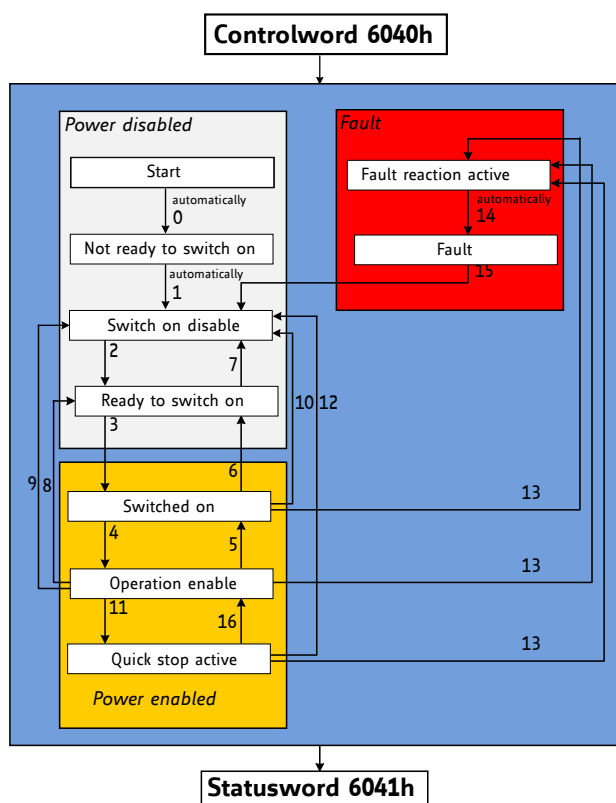 Controlword 6040h
Power disabled
Fault
Start
Fault reaction active
automatically
0
automatically
14
Not ready to switch on
Fault
automatically
1
15
Switch on disable
2
7
Ready to switch on
10
12
3
9
8
6
Switched on
13
4
5
Operation enable
13
11
16
Quick stop active
13
Power enabled
Statusword 6041h